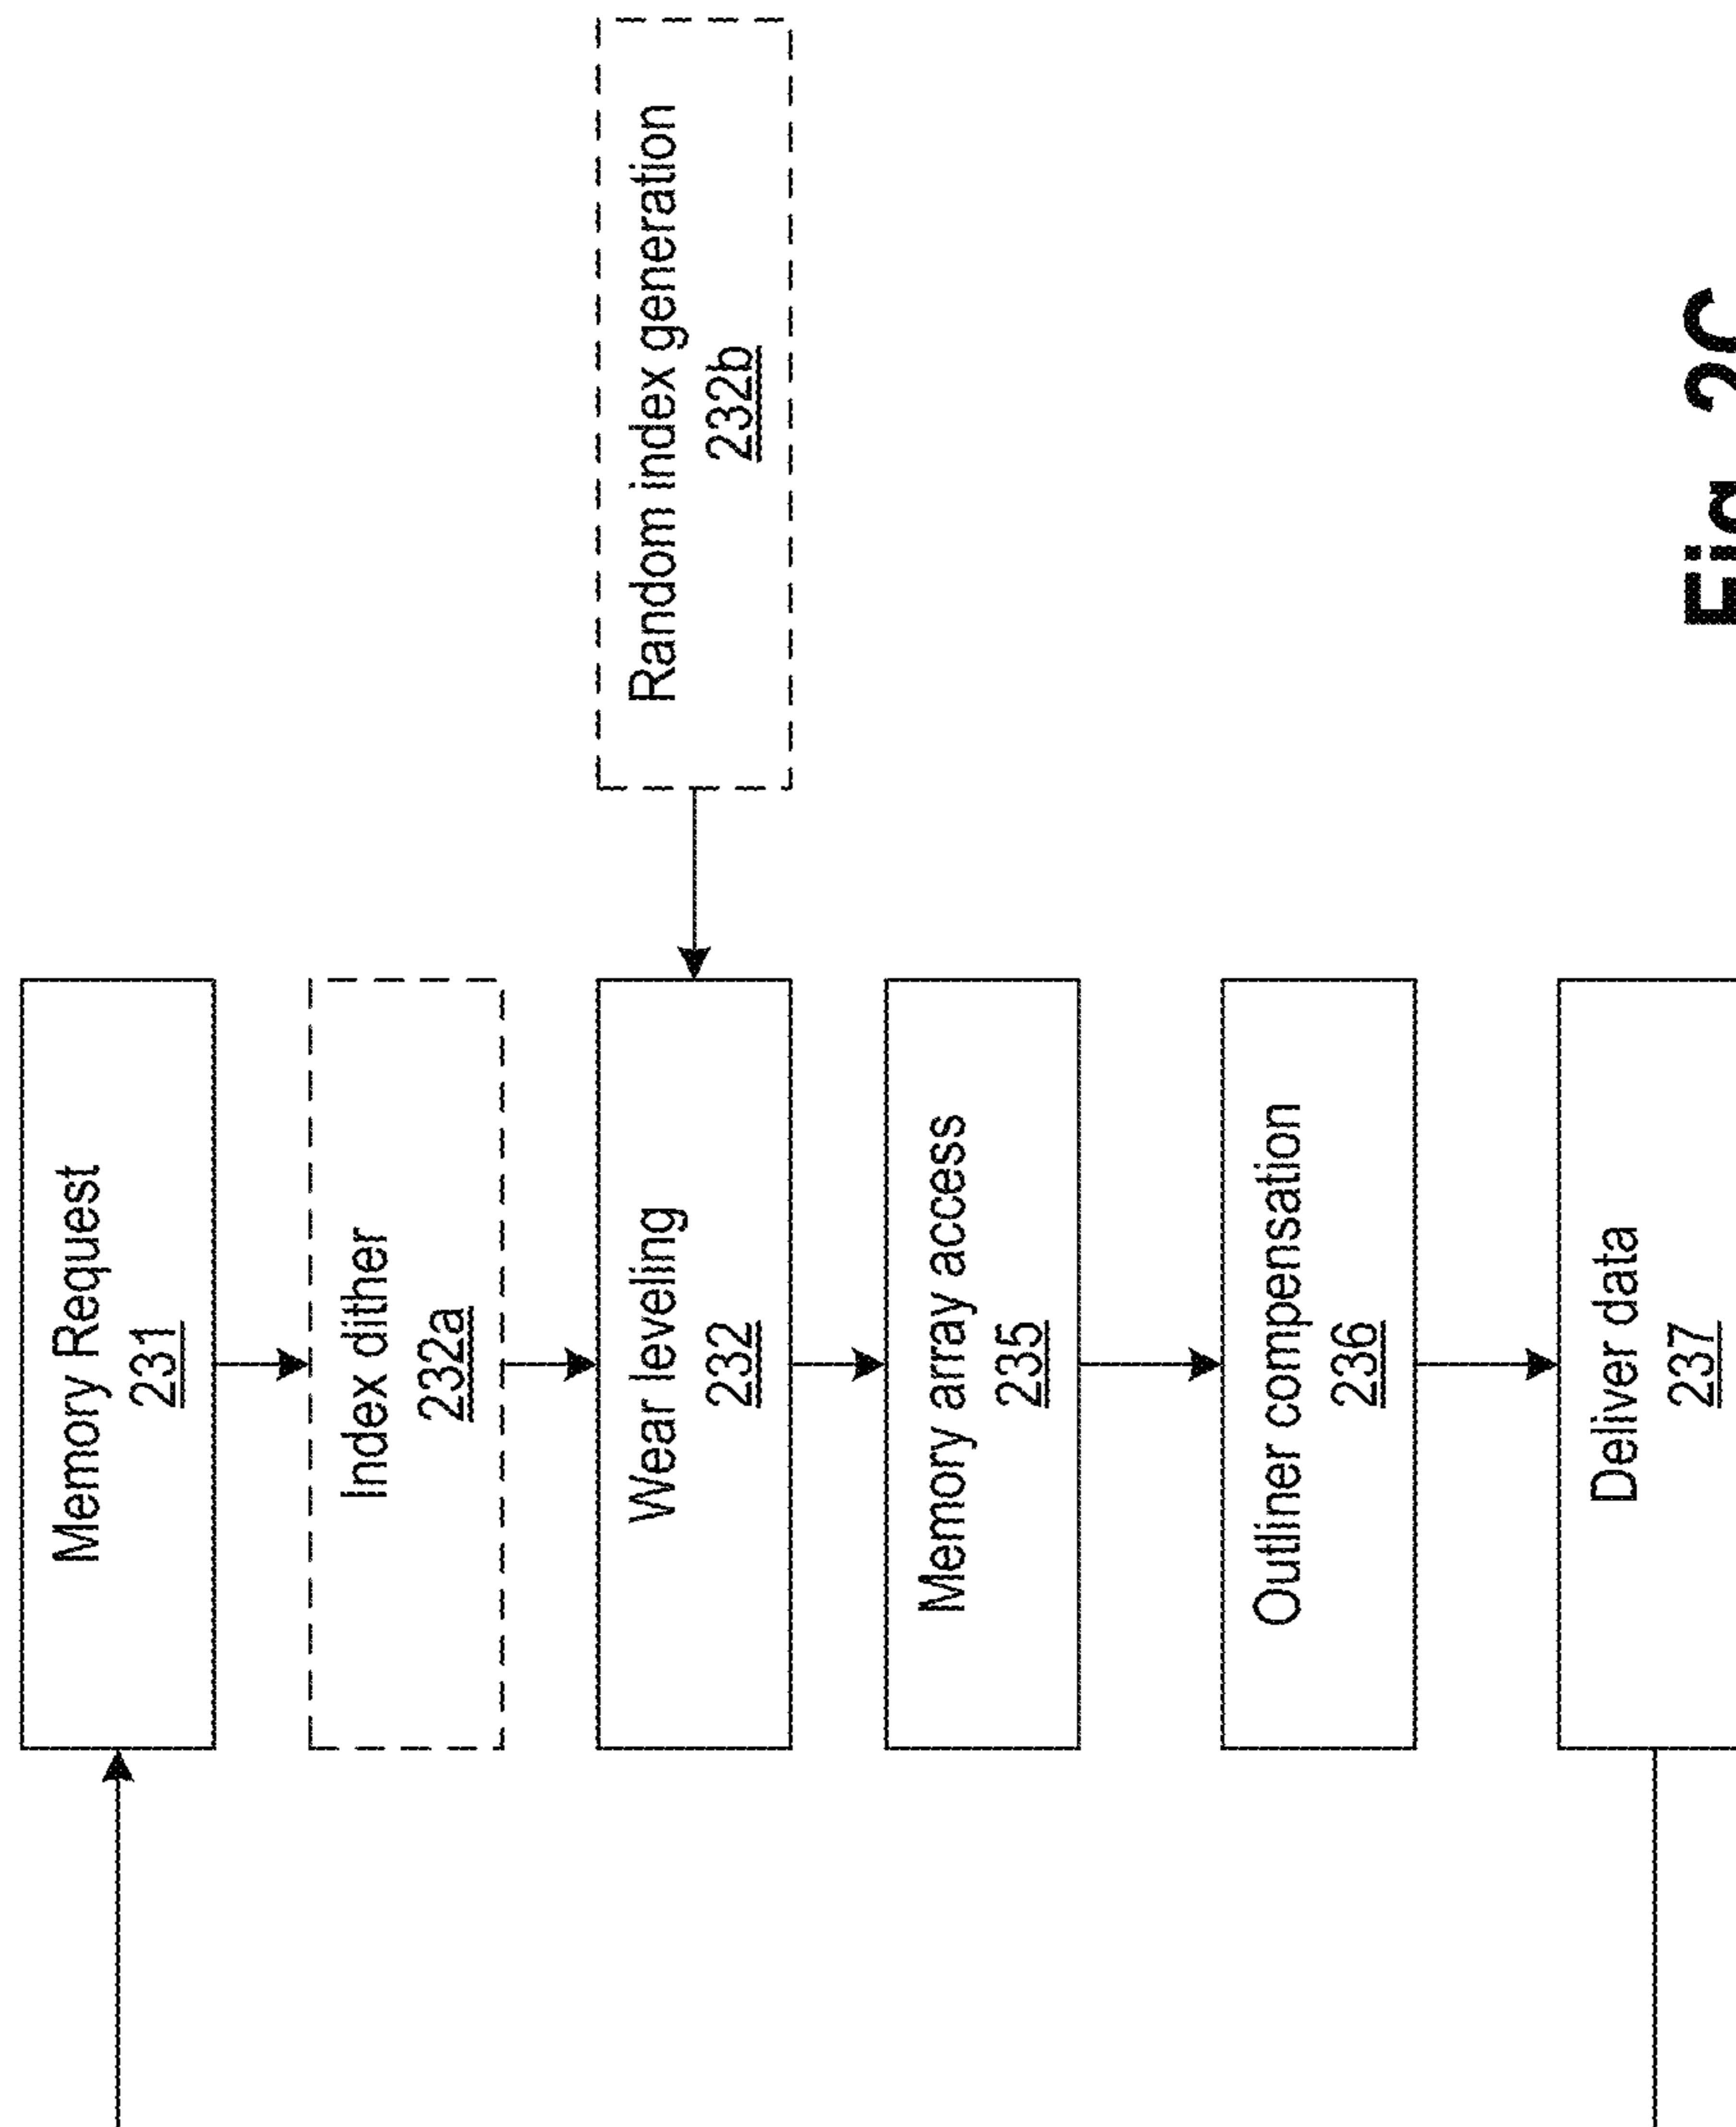 Memory Request
231
Index dither
232a
Wear leveling
232
Random index generation
232b
Memory array access
235
Outliner compensation
236
Deliver data
237
Fig. 2C